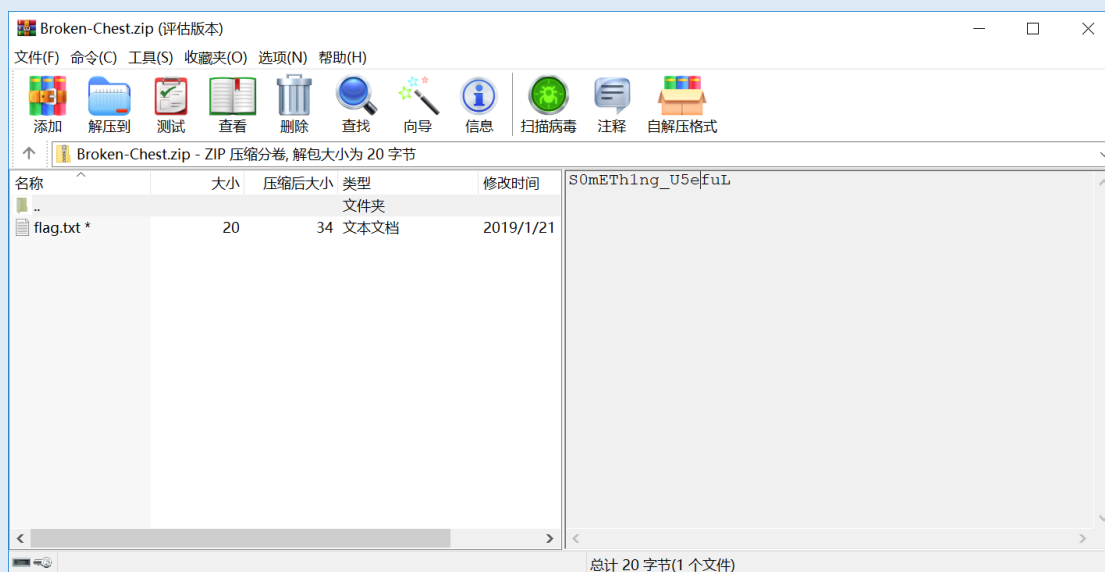 Broken-Chest.zip (评估版本)
文件(F) 命令(C) 工具(S) 收藏夹(O) 选项(N) 帮助(H)
添加 解压到 测试 查看 删除 查找 向导 信息 扫描病毒 注释 自解压格式
Broken-Chest.zip - ZIP 压缩分卷, 解包大小为 20 字节
名称 大小 压缩后大小 类型 修改时间
.. 文件夹
flag.txt * 20 34 文本文档 2019/1/21
S0mETh1ng_U5efuL
总计 20 字节(1 个文件)